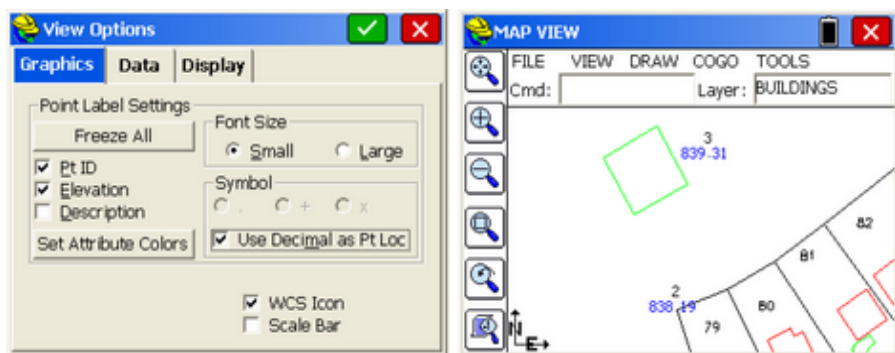 View Options
Graphics Data Display
Point Label Settings
Freeze All
Pt ID
Elevation
Description
Set Attribute Colors
Font Size
Small Large
Symbol
. + x
Use Decimal as Pt Loc
WCS Icon
Scale Bar
MAP VIEW
FILE VIEW DRAW COGO TOOLS
Cmd: Layer: BUILDINGS
3
839.31
82
81
2
838.19
80
79
N
E